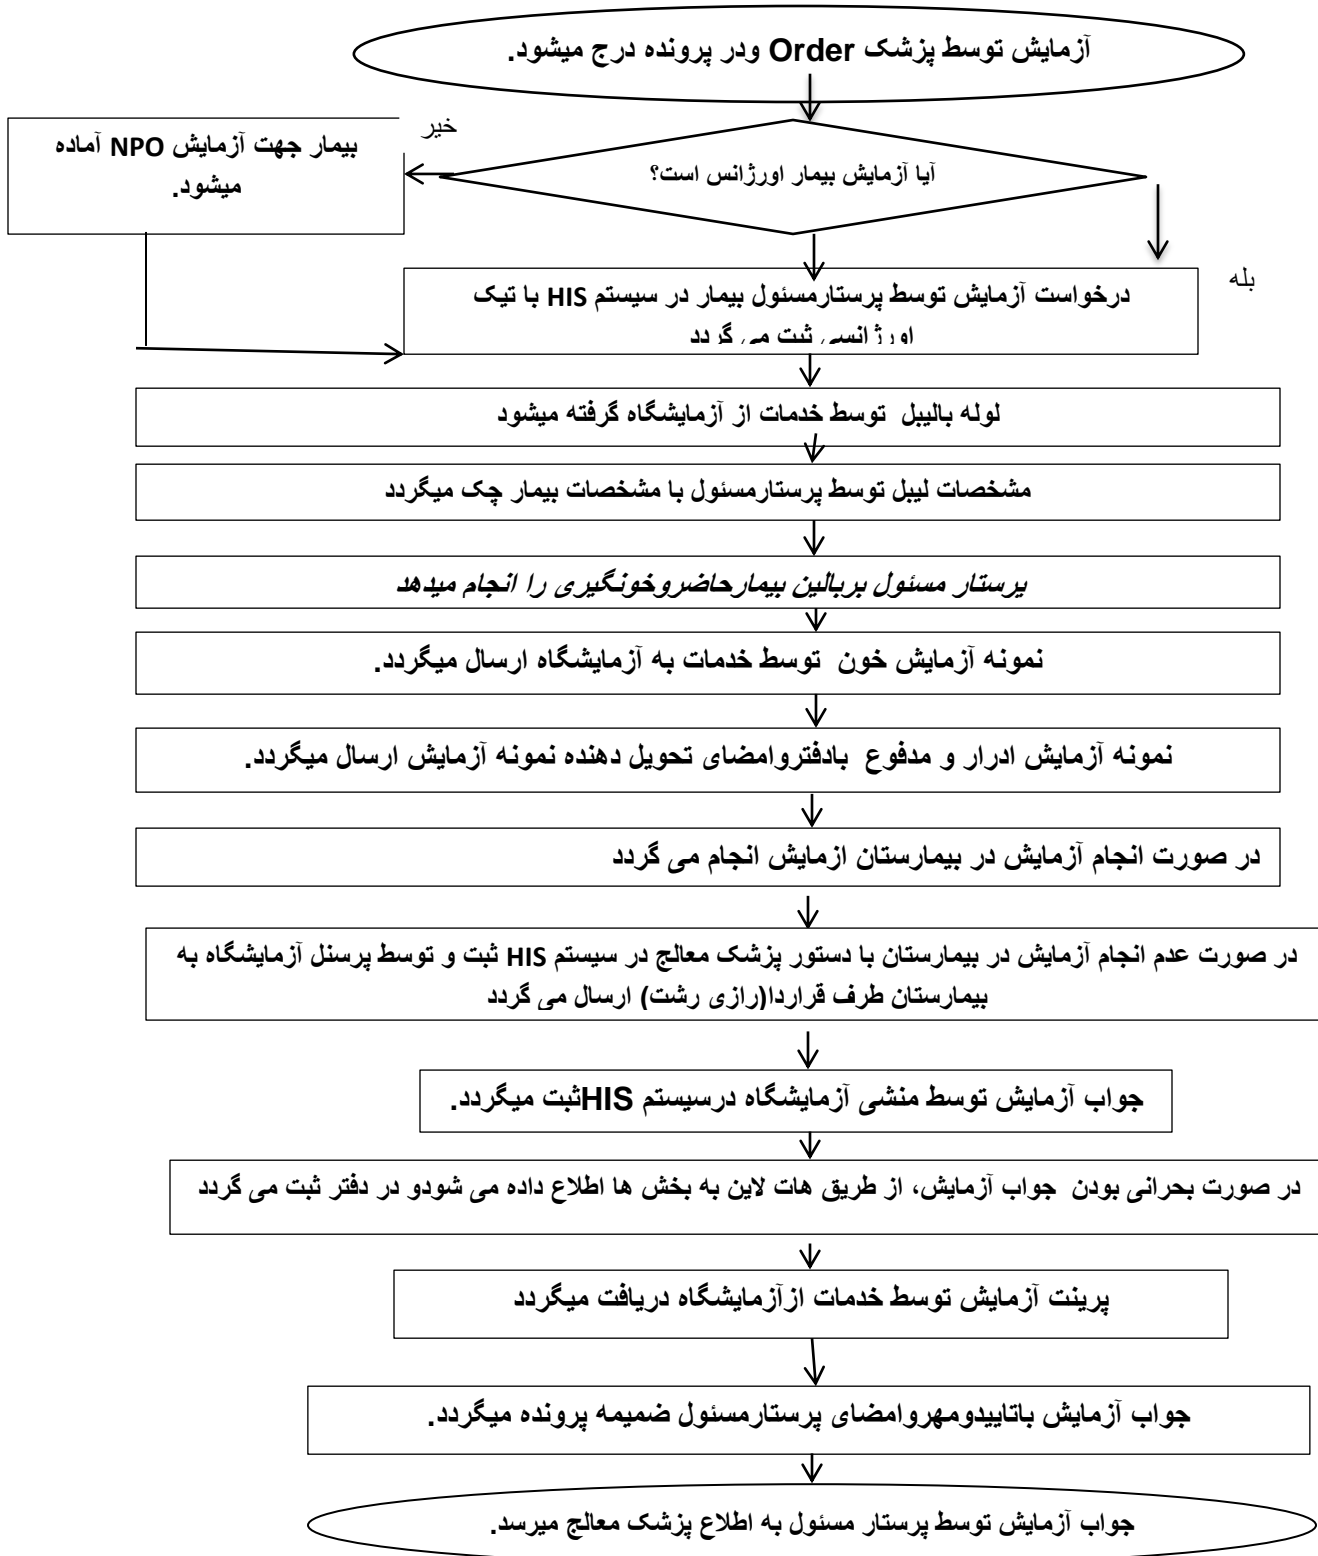 آزمایش توسط پزشک Order ودر پرونده درج میشود.
خیر
بیمار جهت آزمایش NPO آماده
میشود.
آیا آزمایش بیمار اورژانس است؟
بله
درخواست آزمایش توسط پرستارمسئول بیمار در سیستم HIS با تیک
اورژانسی ثبت می گردد
لوله بالیبل توسط خدمات از آزمایشگاه گرفته میشود
مشخصات لیبل توسط پرستارمسئول با مشخصات بیمار چک میگردد
پرستار مسئول بربالین بیمارحاضروخونگیری را انجام میدهد
نمونه آزمایش خون توسط خدمات به آزمایشگاه ارسال میگردد.
نمونه آزمایش ادرار و مدفوع بادفتروامضای تحویل دهنده نمونه آزمایش ارسال میگردد.
در صورت انجام آزمایش در بیمارستان ازمایش انجام می گردد
در صورت عدم انجام آزمایش در بیمارستان با دستور پزشک معالج در سیستم HIS ثبت و توسط پرسنل آزمایشگاه به
بیمارستان طرف قراردا(رازی رشت) ارسال می گردد
جواب آزمایش توسط منشی آزمایشگاه درسیستم HISثبت میگردد.
در صورت بحرانی بودن جواب آزمایش، از طریق هات لاین به بخش ها اطلاع داده می شودو در دفتر ثبت می گردد
پرینت آزمایش توسط خدمات ازآزمایشگاه دریافت میگردد
جواب آزمایش باتاییدومهروامضای پرستارمسئول ضمیمه پرونده میگردد.
جواب آزمایش توسط پرستار مسئول به اطلاع پزشک معالج میرسد.